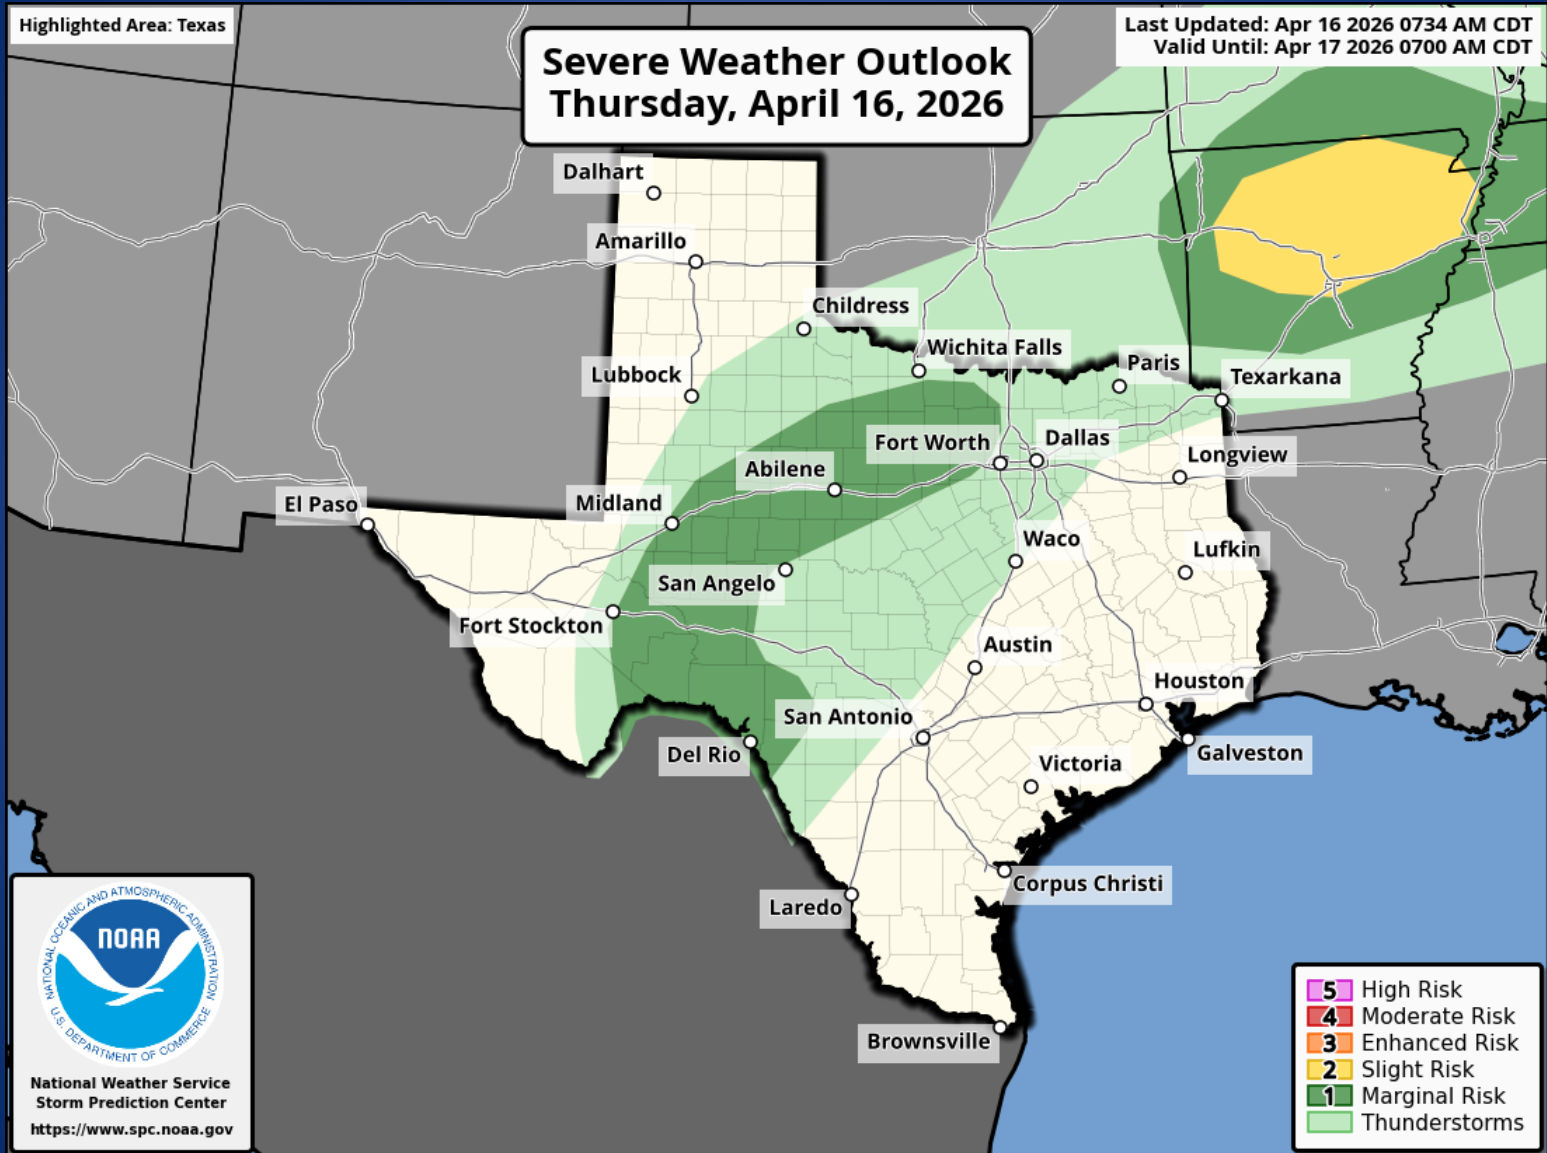 Highlighted Area: Texas
Severe Weather Outlook
Thursday, April 16, 2026
Last Updated: Apr 16 2026 0734 AM CDT
Valid Until: Apr 17 2026 0700 AM CDT
Dalhart
Amarillo
Childress
Wichita Falls
Paris
Lubbock
Texarkana
Fort Worth
Dallas
Longview
Abilene
El Paso
Midland
Waco
Lufkin
San Angelo
Fort Stockton
Austin
Houston
San Antonio
Del Rio
Galveston
Victoria
Corpus Christi
Laredo
Brownsville
NATIONAL OCEANIC AND ATMOSPHERIC ADMINISTRATION
NOAA
U.S. DEPARTMENT OF COMMERCE
National Weather Service
Storm Prediction Center
https://www.spc.noaa.gov
5 High Risk
4 Moderate Risk
3 Enhanced Risk
2 Slight Risk
1 Marginal Risk
Thunderstorms